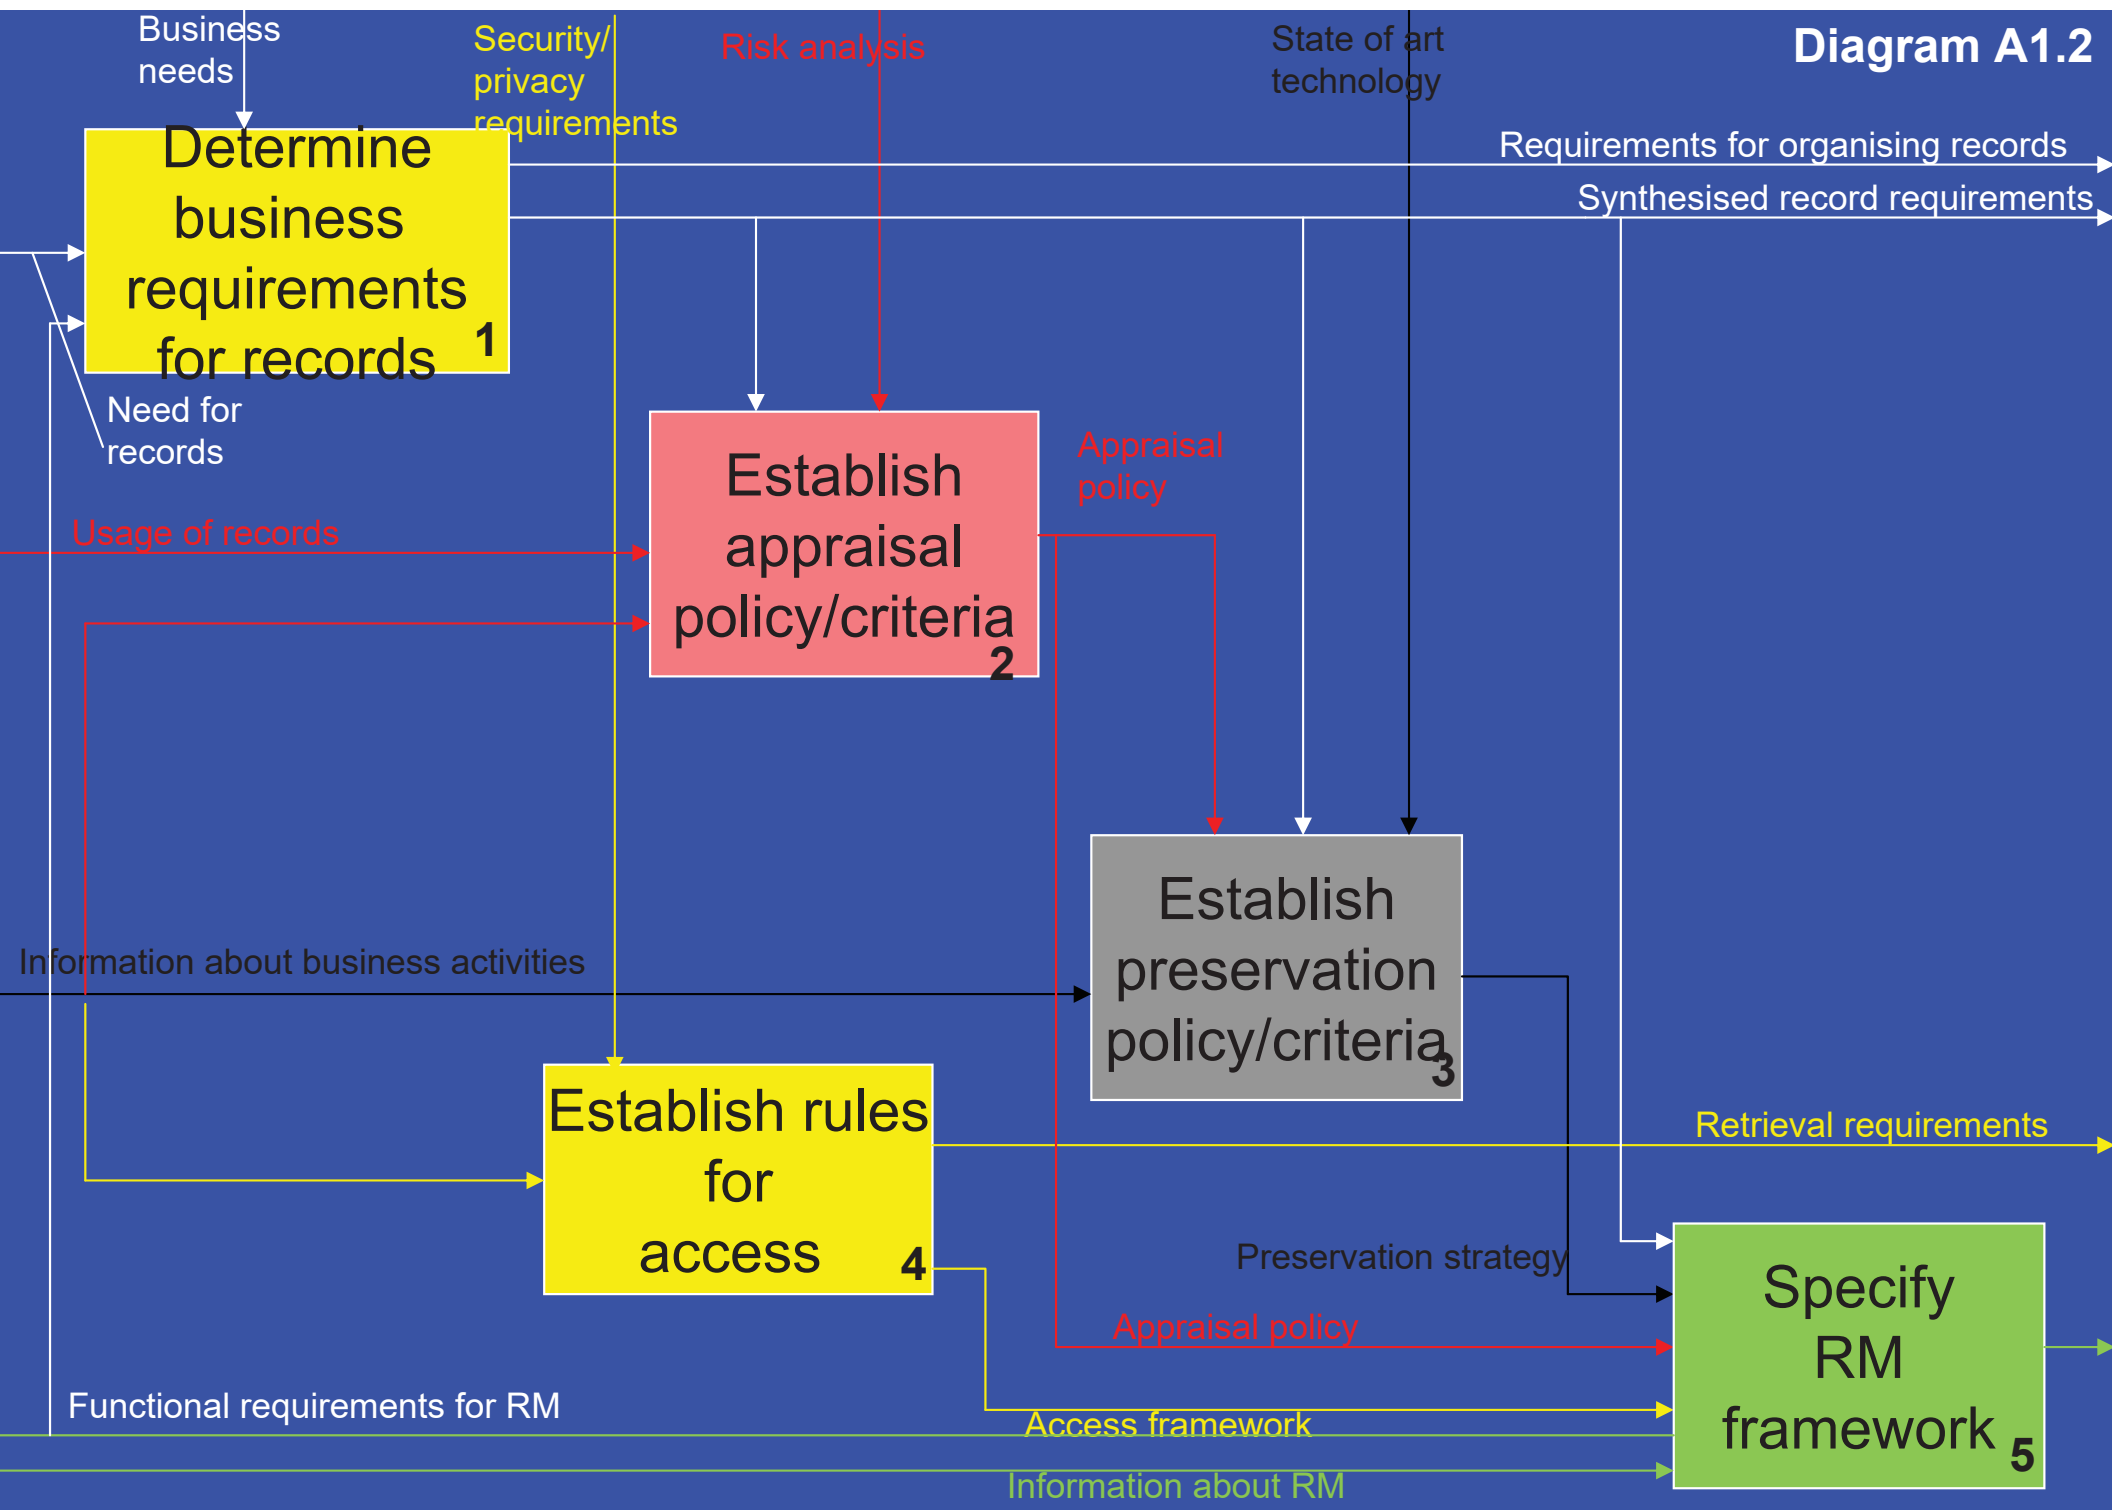 Business
needs
Security/
privacy
requirements
Risk analysis
State of art
technology
Diagram A1.2
Determine
business
requirements
for records
1
Requirements for organising records
Synthesised record requirements
Need for
records
Usage of records
Establish
appraisal
policy/criteria
2
Appraisal
policy
Information about business activities
Establish
preservation
policy/criteria
3
Establish rules
for
access
4
Retrieval requirements
Preservation strategy
Appraisal policy
Specify
RM
framework
5
Functional requirements for RM
Access framework
Information about RM